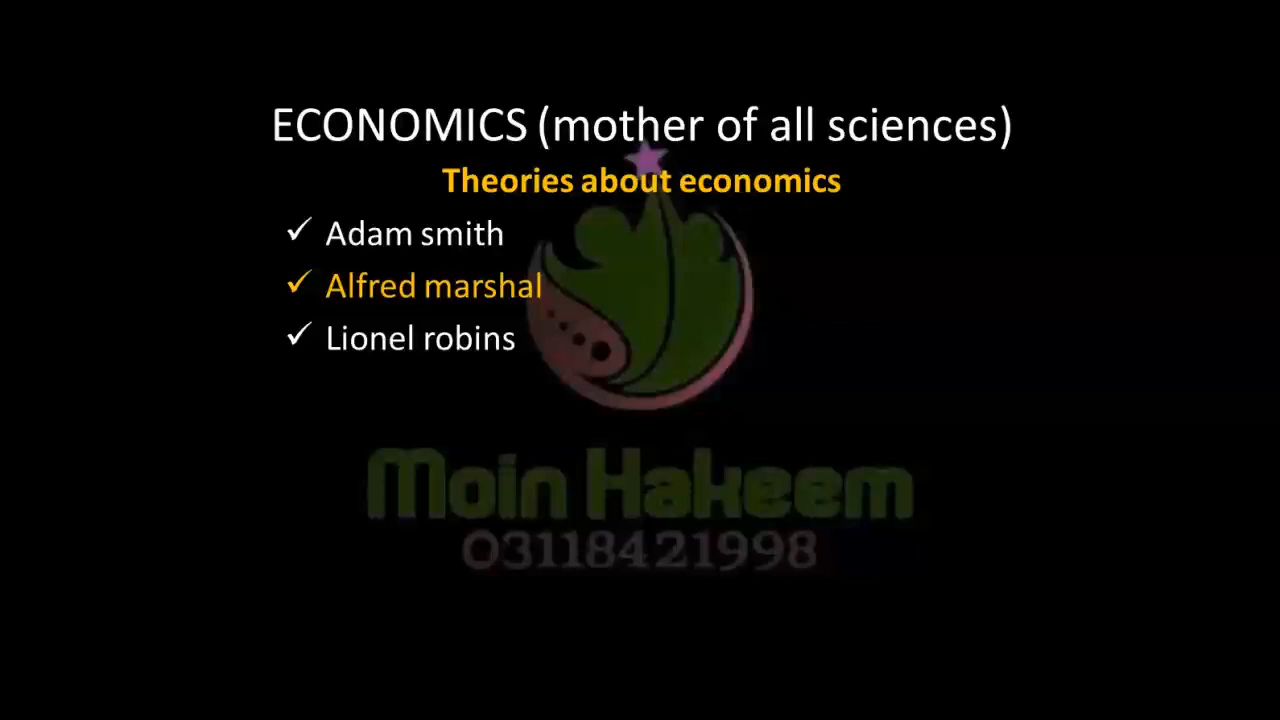 ECONOMICS (mother of all sciences)
Theories about economics
✓ Adam smith
✓ Alfred marshal
✓ Lionel robins
Moin Hakeem
03118421998